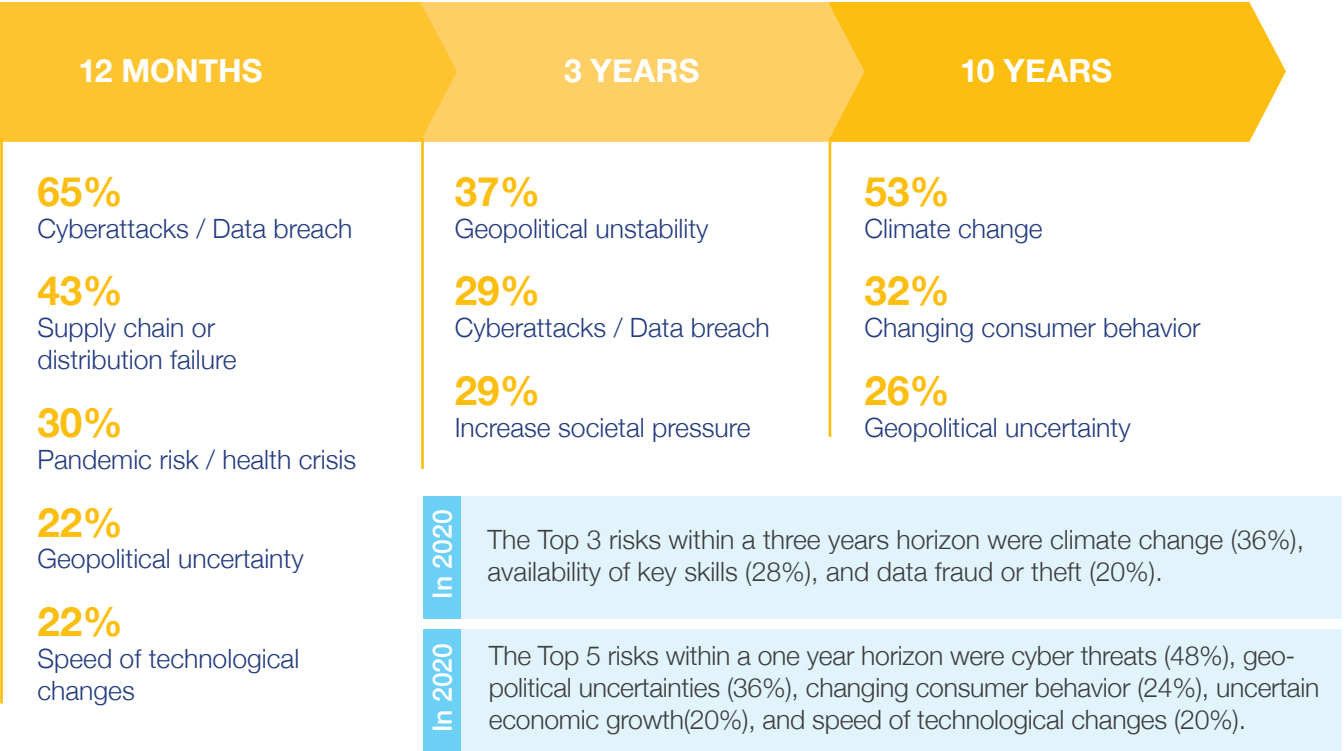 12 MONTHS
65%
Cyberattacks / Data breach
43%
Supply chain or
distribution failure
30%
Pandemic risk / health crisis
22%
Geopolitical uncertainty
22%
Speed of technological
changes
3 YEARS
37%
Geopolitical unstability
29%
Cyberattacks / Data breach
29%
Increase societal pressure
10 YEARS
53%
Climate change
32%
Changing consumer behavior
26%
Geopolitical uncertainty
In 2020
The Top 3 risks within a three years horizon were climate change (36%),
availability of key skills (28%), and data fraud or theft (20%).
In 2020
The Top 5 risks within a one year horizon were cyber threats (48%), geo-
political uncertainties (36%), changing consumer behavior (24%), uncertain
economic growth(20%), and speed of technological changes (20%).